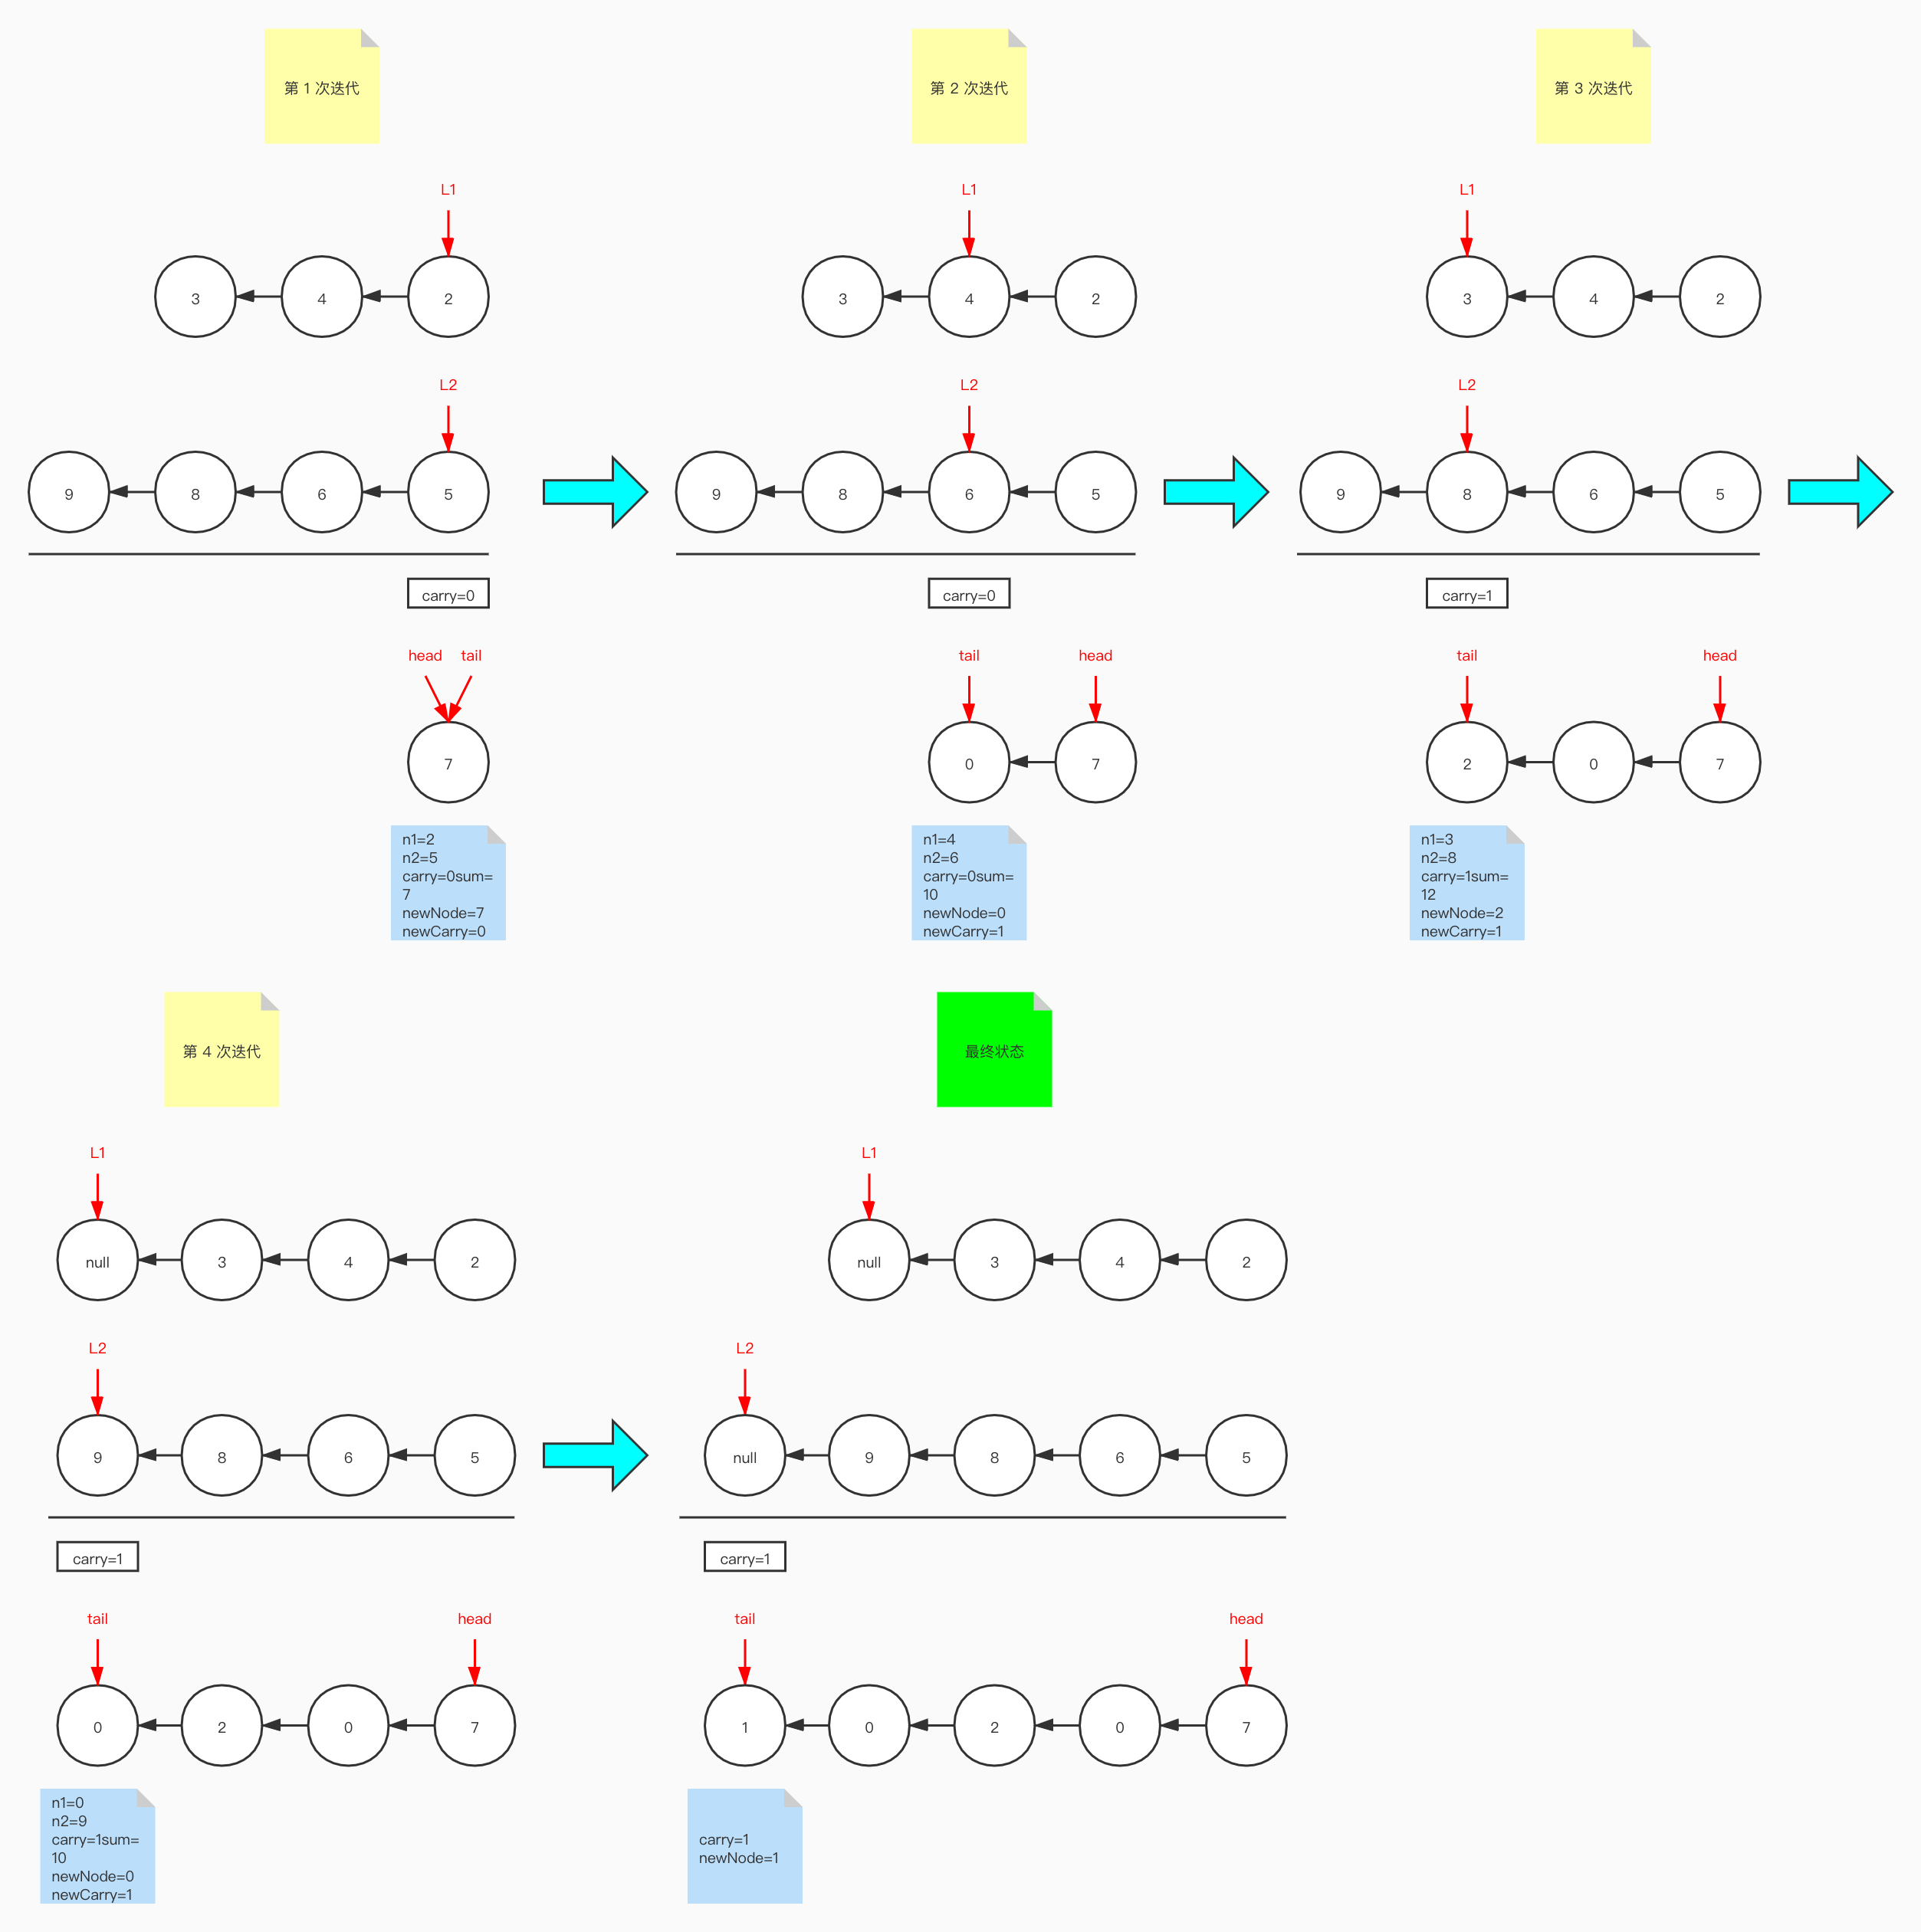 第 1 次迭代
第 2 次迭代
第 3 次迭代
L1
L1
L1
3 4 2
3 4 2
3 4 2
L2
L2
L2
9 8 6 5
9 8 6 5
9 8 6 5
carry=0
carry=0
carry=1
head tail
tail head
tail head
7
0 7
2 0 7
n1=2
n2=5
carry=0sum=
7
newNode=7
newCarry=0
n1=4
n2=6
carry=0sum=
10
newNode=0
newCarry=1
n1=3
n2=8
carry=1sum=
12
newNode=2
newCarry=1
第 4 次迭代
最终状态
L1
L1
null 3 4 2
null 3 4 2
L2
L2
9 8 6 5
null 9 8 6 5
carry=1
carry=1
tail head
tail head
0 2 0 7
1 0 2 0 7
n1=0
n2=9
carry=1sum=
10
newNode=0
newCarry=1
carry=1
newNode=1